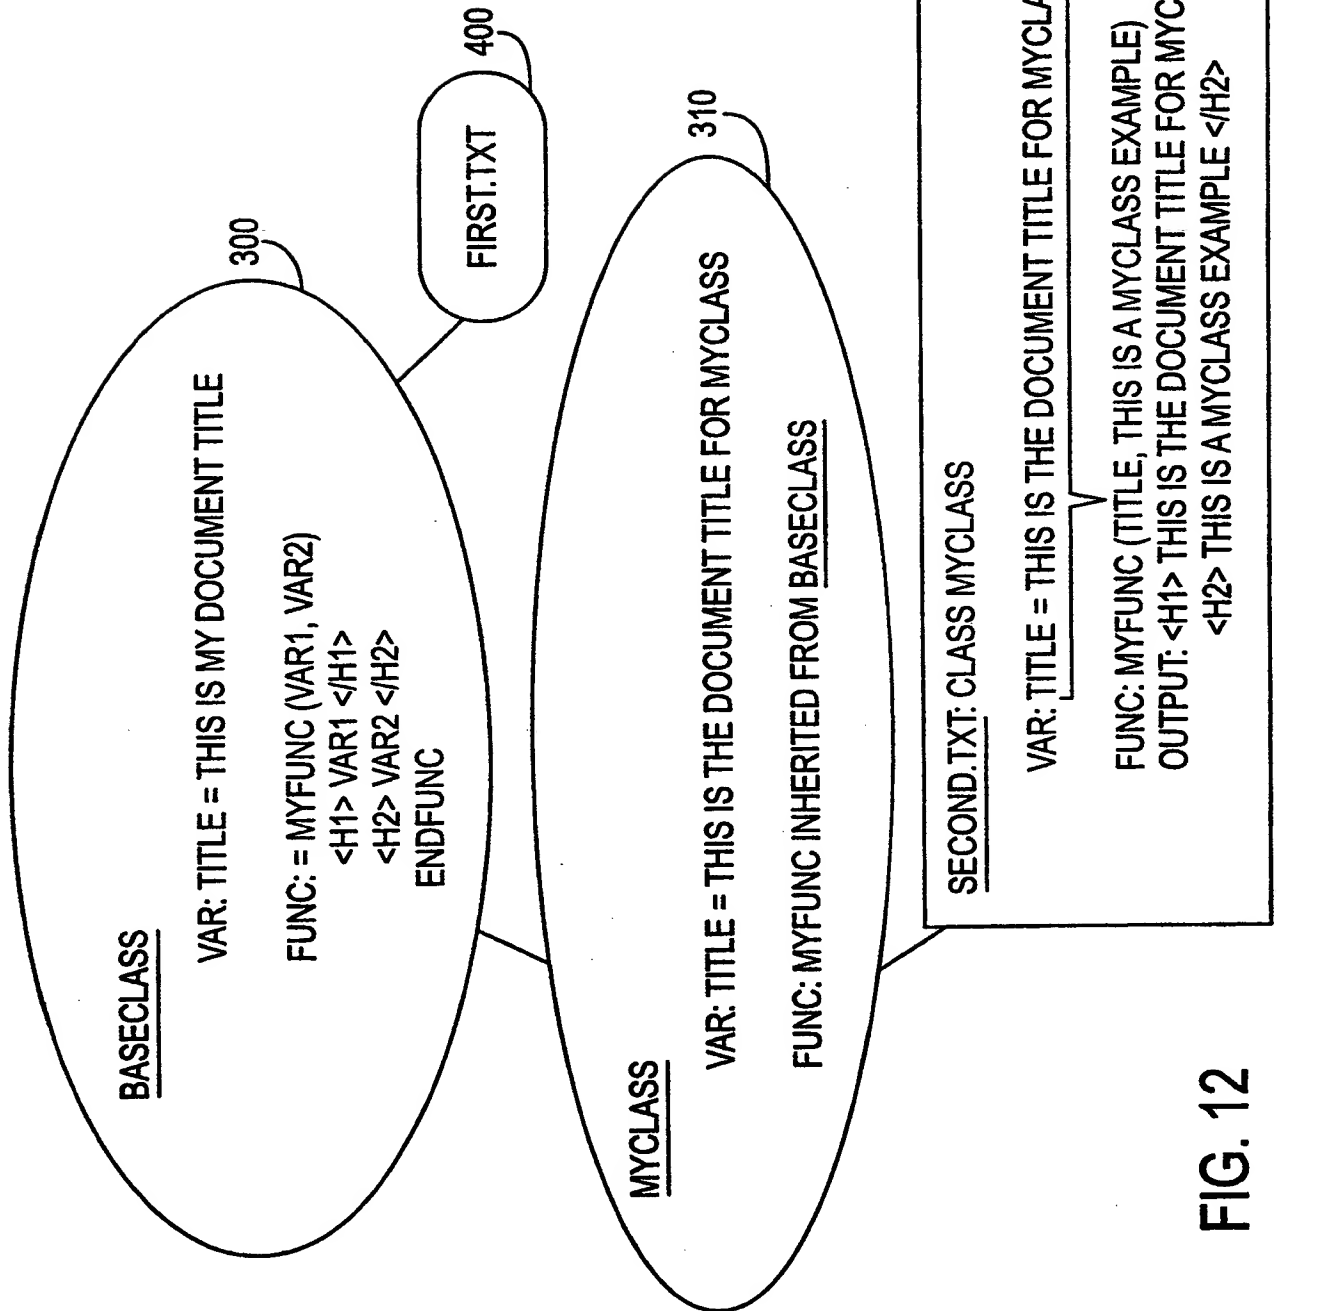 300
BASECLASS
VAR: TITLE = THIS IS MY DOCUMENT TITLE
FUNC: = MYFUNC (VAR1, VAR2)
<H1> VAR1 </H1>
<H2> VAR2 </H2>
ENDFUNC
400
FIRST.TXT
310
MYCLASS
VAR: TITLE = THIS IS THE DOCUMENT TITLE FOR MYCLASS
FUNC: MYFUNC INHERITED FROM BASECLASS
SECOND.TXT: CLASS MYCLASS
VAR: TITLE = THIS IS THE DOCUMENT TITLE FOR
FUNC: MYFUNC (TITLE, THIS IS A MYCLASS EXAMPLE)
OUTPUT: <H1> THIS IS THE DOCUMENT TITLE FOR
<H2> THIS IS A MYCLASS EXAMPLE </H2>
FIG. 12